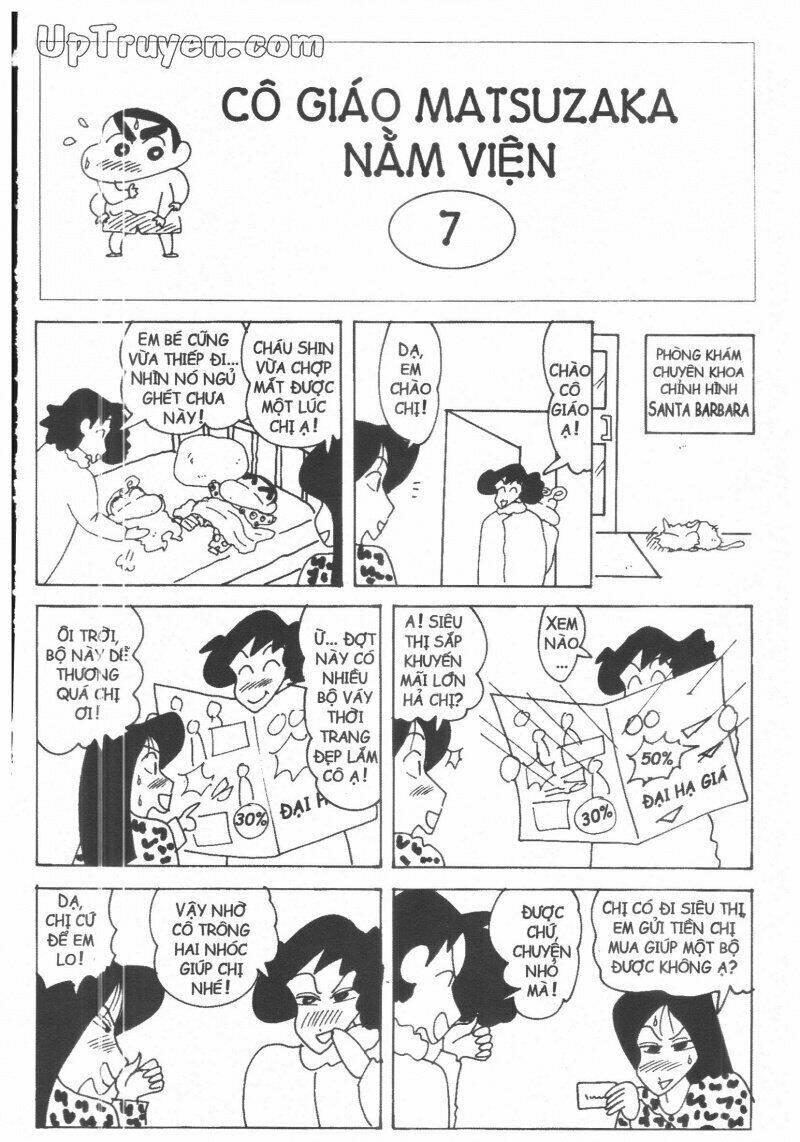 UpTruyen.com
CÔ GIÁO MATSUZAKA
NẰM VIỆN
7
PHÒNG KHÁM
CHUYÊN KHOA
CHỈNH HÌNH
SANTA BARBARA
CHÀO
CÔ
GIÁO
Ạ!
DẠ,
EM
CHÀO
CHỊ!
CHÁU SHIN
VỪA CHỢP
MẮT ĐƯỢC
MỘT LÚC
CHỊ Ạ!
EM BÉ CŨNG
VỪA THIẾP ĐI...
NHÌN NÓ NGỦ
GHÉT CHƯA
NÀY!
XEM
NÀO
...
A! SIÊU
THỊ SẮP
KHUYẾN
MÃI LỚN
HẢ CHỊ?
50%
ĐẠI HẠ GIÁ
30%
Ừ... ĐỢT
NÀY CÓ
NHIỀU
BỘ VÁY
THỜI
TRANG
ĐẸP LẮM
CÔ Ạ!
ÔI TRỜI,
BỘ NÀY DỄ
THƯƠNG
QUÁ CHỊ
ƠI!
ĐẠI
30%
CHỊ CÓ ĐI SIÊU THỊ,
EM GỬI TIỀN CHỊ
MUA GIÚP MỘT BỘ
ĐƯỢC KHÔNG Ạ?
ĐƯỢC
CHỨ,
CHUYỆN
NHỎ
MÀ!
VẬY NHỜ
CÔ TRÔNG
HAI NHÓC
GIÚP CHỊ
NHÉ!
DẠ,
CHỊ CỨ
ĐỂ EM
LO!